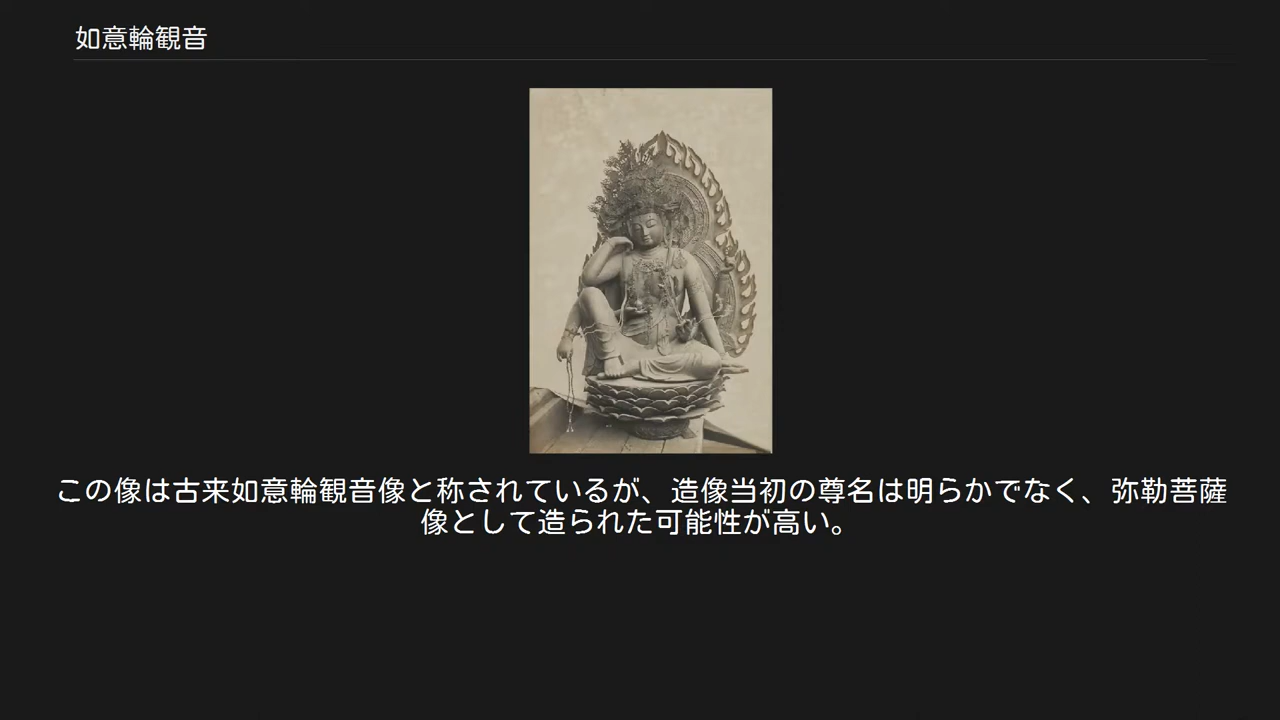 如意輪観音
この像は古来如意輪観音像と称されているが、造像当初の尊名は明らかでなく、弥勒菩薩
像として造られた可能性が高い。